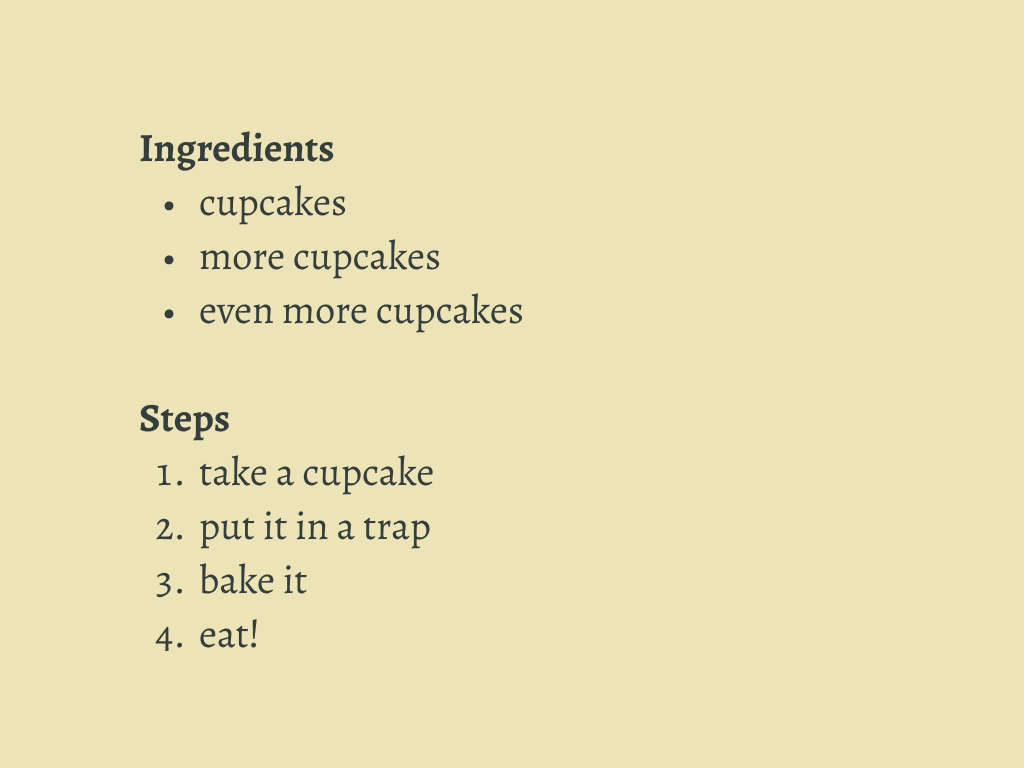 Ingredients
• cupcakes
• more cupcakes
• even more cupcakes
Steps
1. take a cupcake
2. put it in a trap
3. bake it
4. eat!